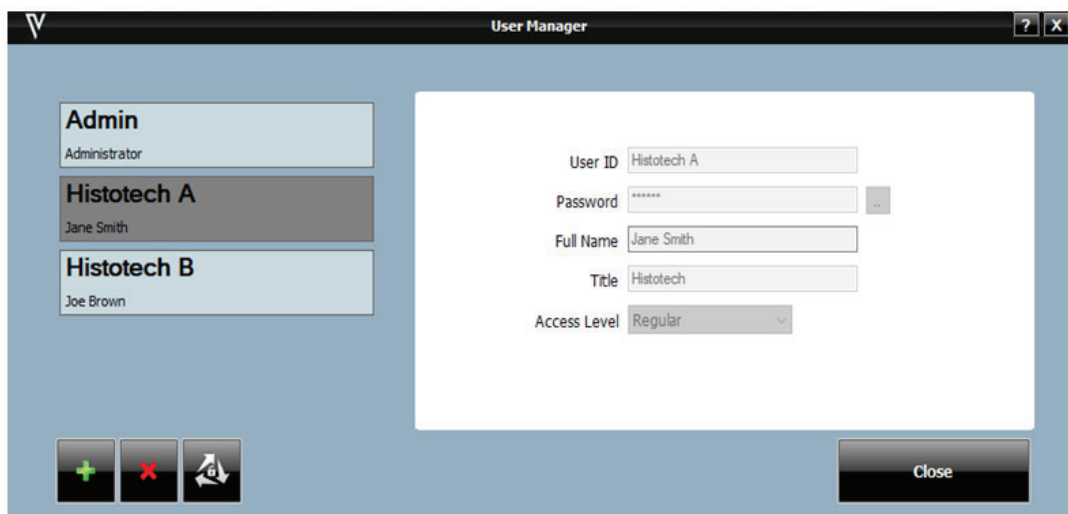 User Manager
? X
Admin
Administrator
Histotech A
Jane Smith
Histotech B
Joe Brown
User ID Histotech A
Password ****** ..
Full Name Jane Smith
Title Histotech
Access Level Regular
Close